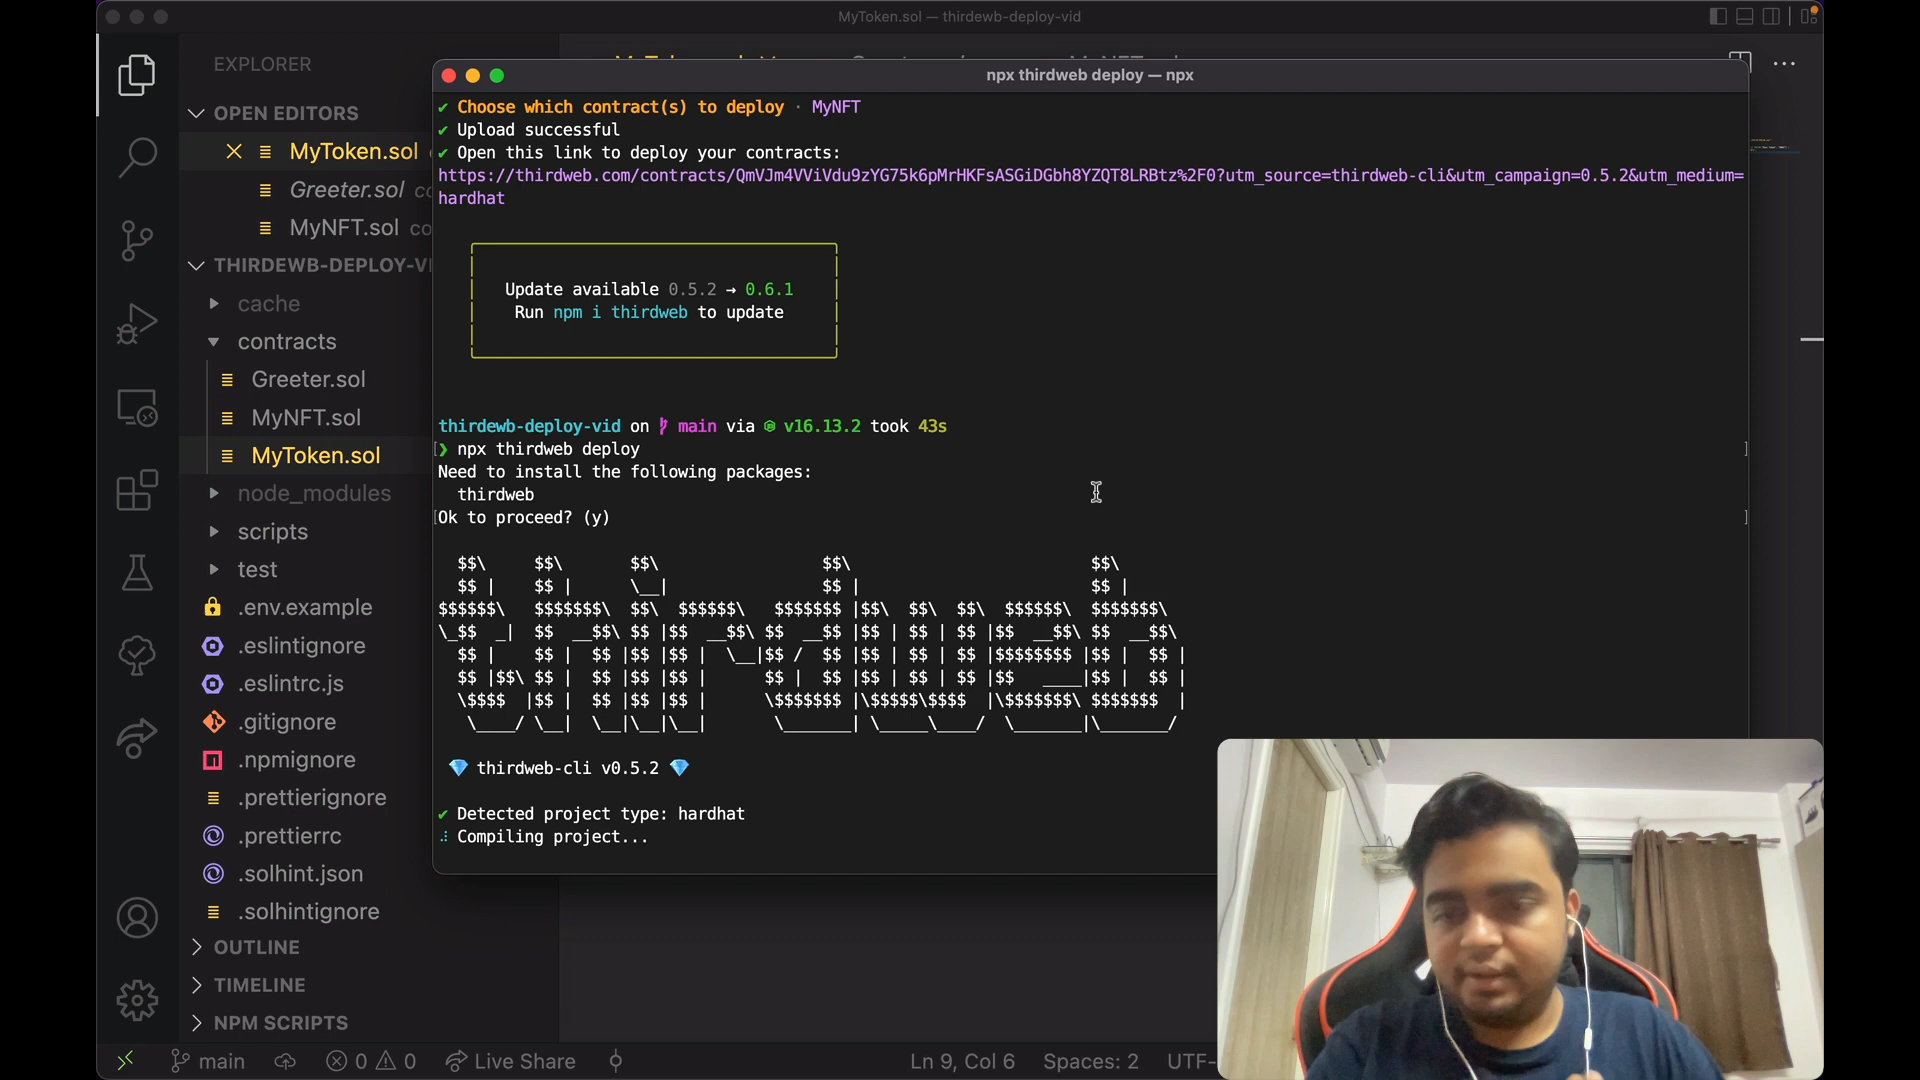 MyToken.sol — thirdewb-deploy-vid
EXPLORER
OPEN EDITORS
MyToken.sol
Greeter.sol co
MyNFT.sol co
THIRDEWB-DEPLOY-VI
cache
contracts
Greeter.sol
MyNFT.sol
MyToken.sol
node_modules
scripts
test
.env.example
.eslintignore
.eslintrc.js
.gitignore
.npmignore
.prettierignore
.prettierrc
.solhint.json
.solhintignore
OUTLINE
TIMELINE
NPM SCRIPTS
npx thirdweb deploy — npx
✔ Choose which contract(s) to deploy · MyNFT
✔ Upload successful
✔ Open this link to deploy your contracts:
https://thirdweb.com/contracts/QmVJm4VViVdu9zYG75k6pMrHKFsASGiDGbh8YZQT8LRBtz%2F0?utm_source=thirdweb-cli&utm_campaign=0.5.2&utm_medium=
hardhat
Update available 0.5.2 → 0.6.1
Run npm i thirdweb to update
thirdewb-deploy-vid on main via v16.13.2 took 43s
❯ npx thirdweb deploy
Need to install the following packages:
thirdweb
Ok to proceed? (y)
thirdweb
💎 thirdweb-cli v0.5.2 💎
✔ Detected project type: hardhat
Compiling project...
main
0
0
Live Share
Ln 9, Col 6
Spaces: 2
UTF-